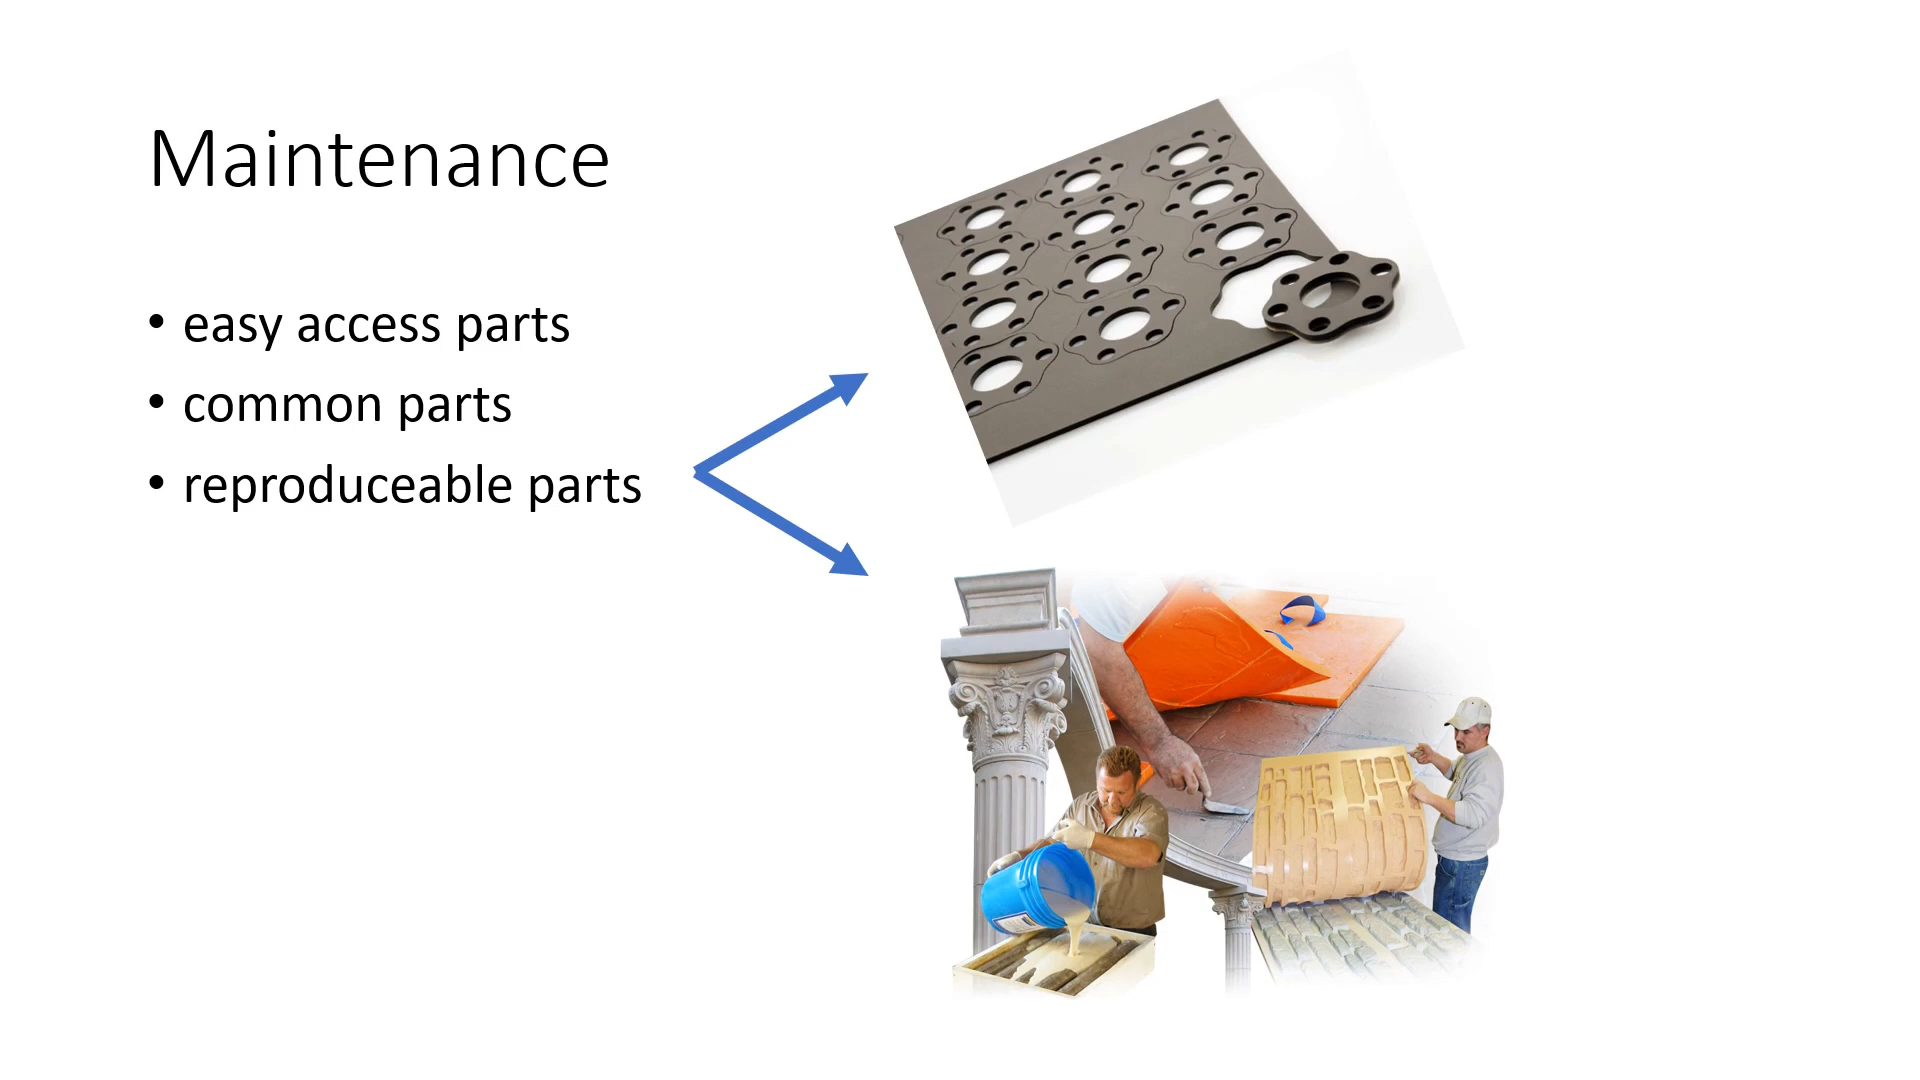 Maintenance
• easy access parts
• common parts
• reproduceable parts